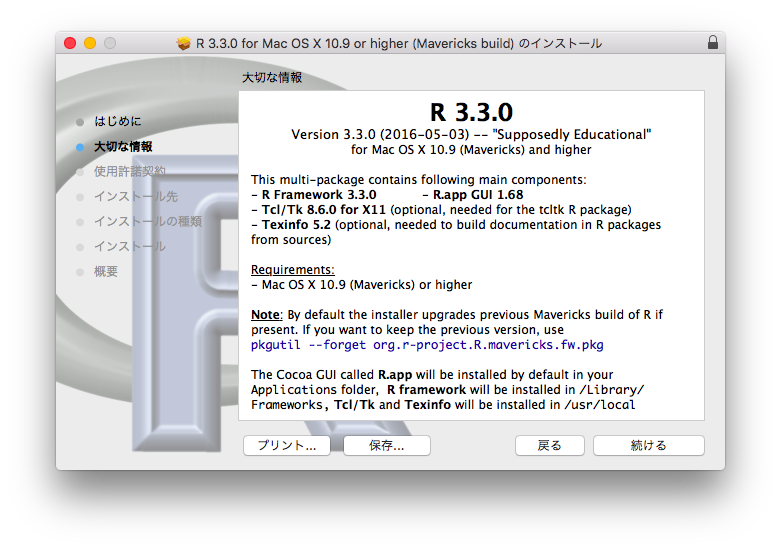 R 3.3.0 for Mac OS X 10.9 or higher (Mavericks build) のインストール
大切な情報
はじめに
大切な情報
使用許諾契約
インストール先
インストールの種類
インストール
概要
R 3.3.0
Version 3.3.0 (2016-05-03) -- "Supposedly Educational"
for Mac OS X 10.9 (Mavericks) and higher
This multi-package contains following main components:
- R Framework 3.3.0 - R.app GUI 1.68
- Tcl/Tk 8.6.0 for X11 (optional, needed for the tcltk R package)
- Texinfo 5.2 (optional, needed to build documentation in R packages
from sources)
Requirements:
- Mac OS X 10.9 (Mavericks) or higher
Note: By default the installer upgrades previous Mavericks build of R if
present. If you want to keep the previous version, use
pkgutil --forget org.r-project.R.mavericks.fw.pkg
The Cocoa GUI called R.app will be installed by default in your
Applications folder, R framework will be installed in /Library/
Frameworks, Tcl/Tk and Texinfo will be installed in /usr/local
プリント... 保存... 戻る 続ける